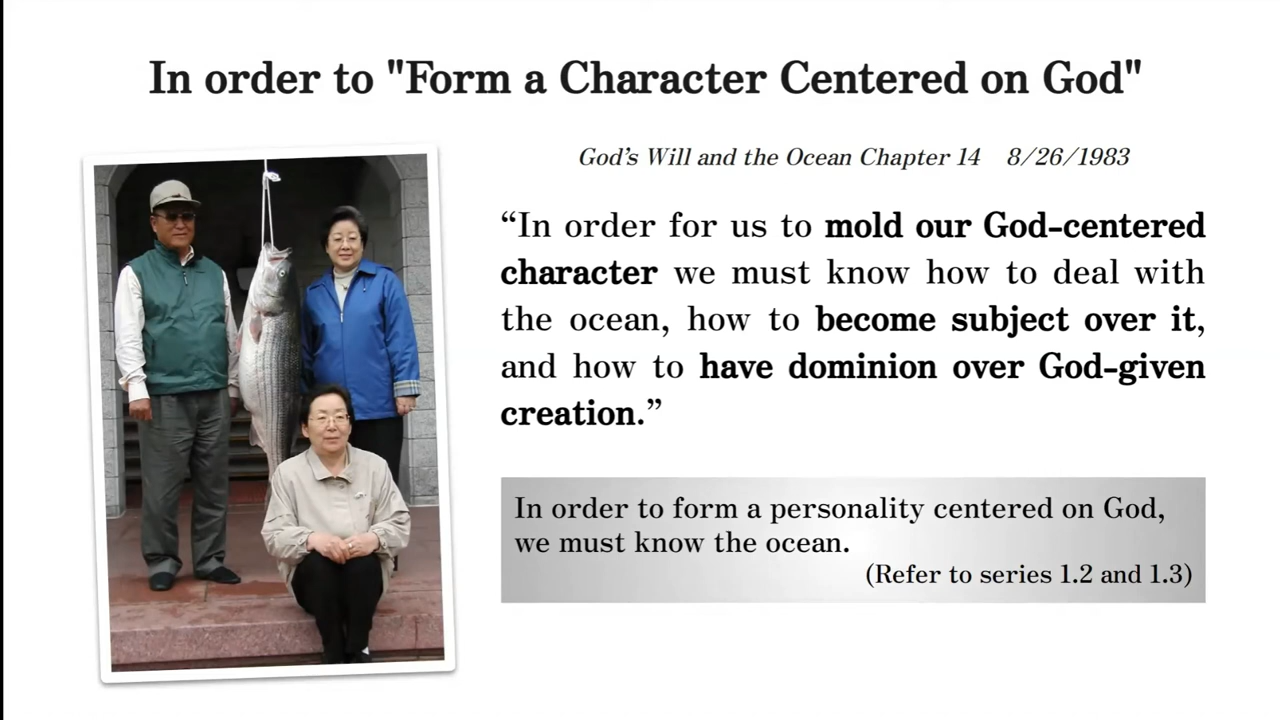 In order to "Form a Character Centered on God"
God's Will and the Ocean Chapter 14 8/26/1983
“In order for us to mold our God-centered
character we must know how to deal with
the ocean, how to become subject over it,
and how to have dominion over God-given
creation.”
In order to form a personality centered on God,
we must know the ocean.
(Refer to series 1.2 and 1.3)